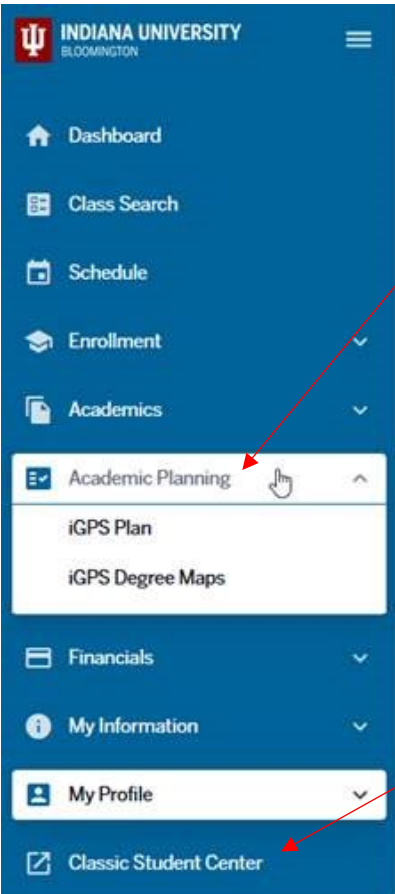 INDIANA UNIVERSITY
BLOOMINGTON
Dashboard
Class Search
Schedule
Enrollment
Academics
Academic Planning
iGPS Plan
iGPS Degree Maps
Financials
My Information
My Profile
Classic Student Center